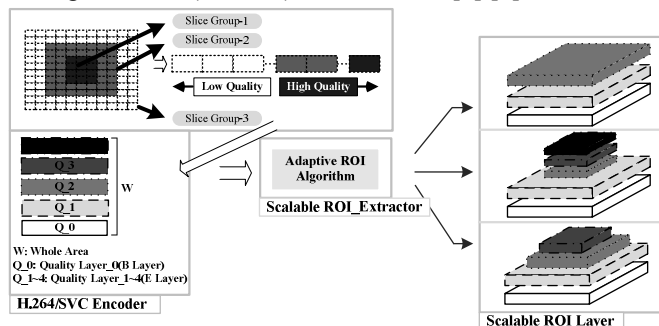 Slice Group-1
Slice Group-2
Low Quality
High Quality
Slice Group-3
Q_3
Q_2
Q_1
Q_0
W
W: Whole Area
Q_0: Quality Layer_0(B Layer)
Q_1~4: Quality Layer_1~4(E Layer)
H.264/SVC Encoder
Adaptive ROI
Algorithm
Scalable ROI_Extractor
Scalable ROI Layer